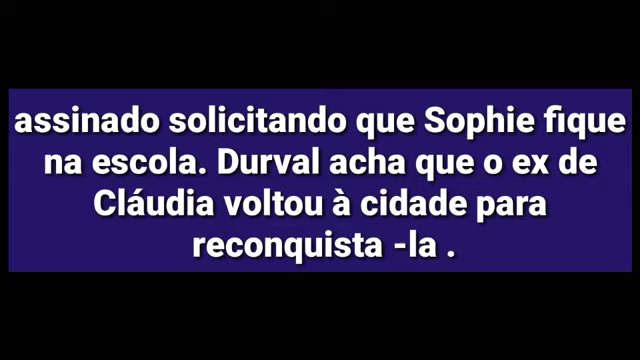 assinado solicitando que Sophie fique
na escola. Durval acha que o ex de
Cláudia voltou à cidade para
reconquista -la .